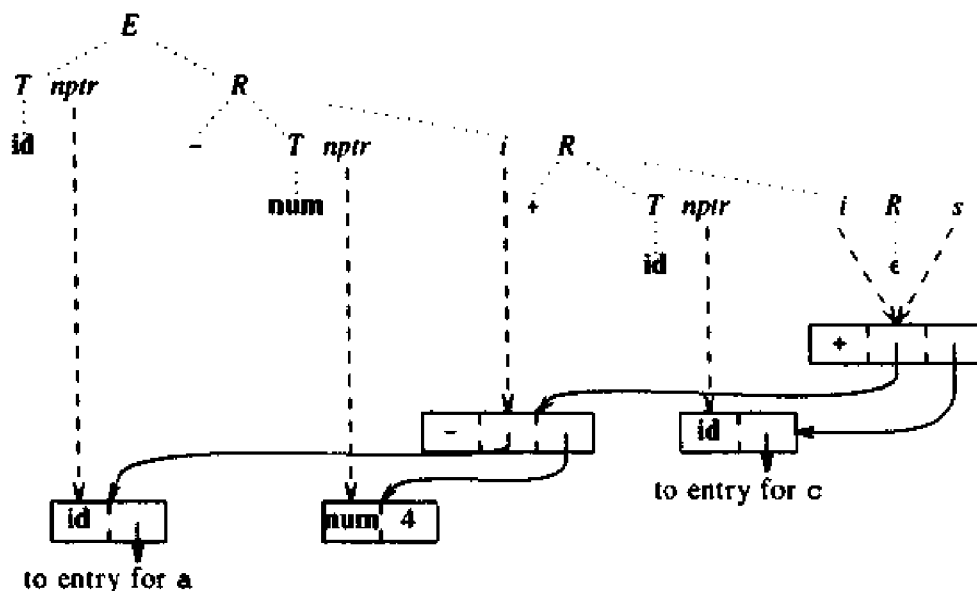 E
T nptr R
id - T nptr i R
num + T nptr i R s
id ϵ
+
- id
to entry for c
id num 4
to entry for a